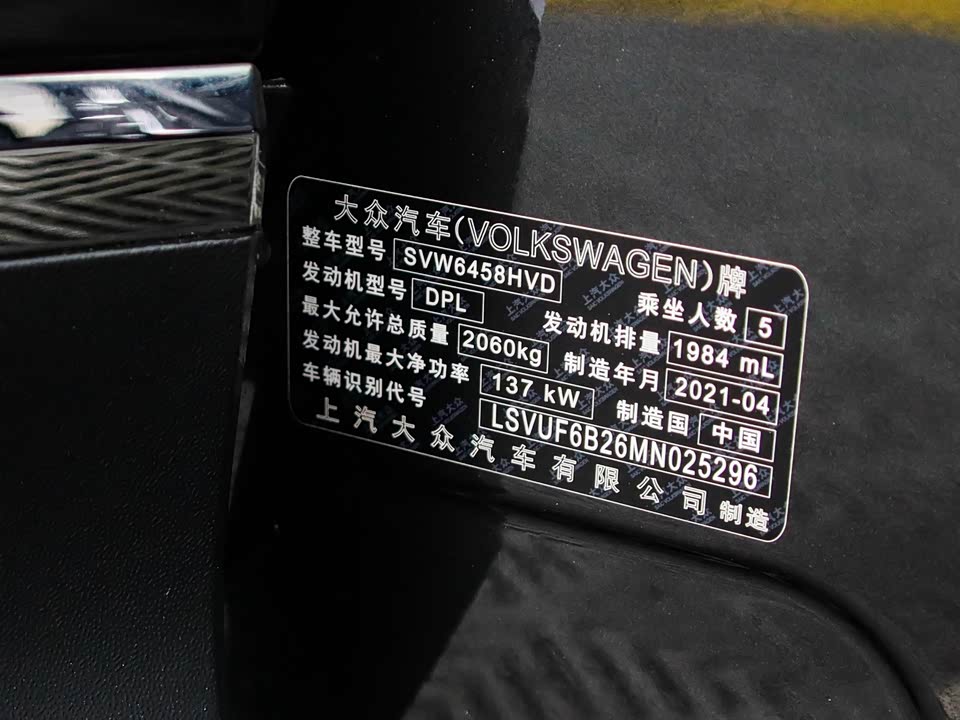 大众汽车(VOLKSWAGEN)牌
整车型号 SVW6458HVD 乘坐人数 5
发动机型号 DPL 发动机排量 1984 mL
最大允许总质量 2060kg 制造年月 2021-04
发动机最大净功率 137 kW 制造国 中国
车辆识别代号 LSVUF6B26MN025296
上汽大众汽车有限公司 制造